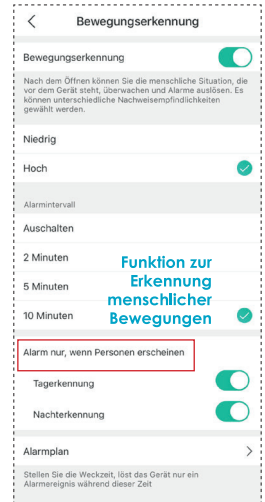 Bewegungserkennung
Bewegungserkennung
Nach dem Öffnen können Sie die menschliche Situation, die
vor dem Gerät steht, überwachen und Alarme auslösen. Es
können unterschiedliche Nachweisempfindlichkeiten
gewählt werden.
Niedrig
Hoch
Alarmintervall
Auschalten
2 Minuten
5 Minuten
10 Minuten
Funktion zur
Erkennung
menschlicher
Bewegungen
Alarm nur, wenn Personen erscheinen
Tagerkennung
Nachterkennung
Alarmplan
Stellen Sie die Weckzeit, löst das Gerät nur ein
Alarmereignis während dieser Zeit